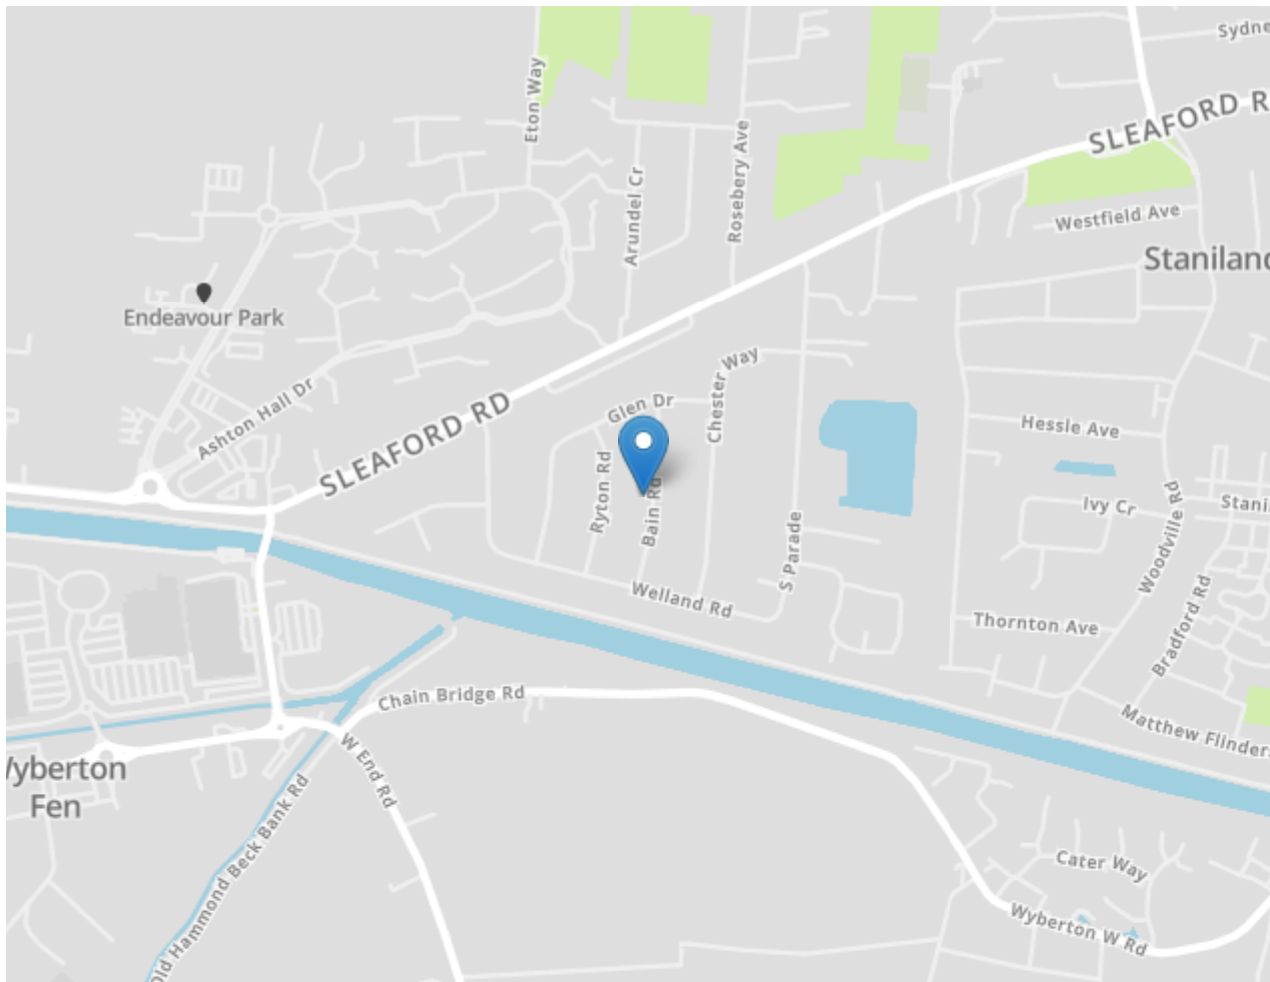 Sydne
Eton Way
SLEAFORD R
Rosebery Ave
Arundel Cr
Westfield Ave
Staniland
Endeavour Park
Chester Way
Ashton Hall Dr
SLEAFORD RD
Glen Dr
Hessle Ave
Ryton Rd
Bain Rd
Ivy Cr
Stani
Woodville Rd
S Parade
Welland Rd
Thornton Ave
Bradford Rd
Chain Bridge Rd
Matthew Flinders
W End Rd
Wyberton
Fen
Old Hammond Beck Bank Rd
Cater Way
Wyberton W Rd